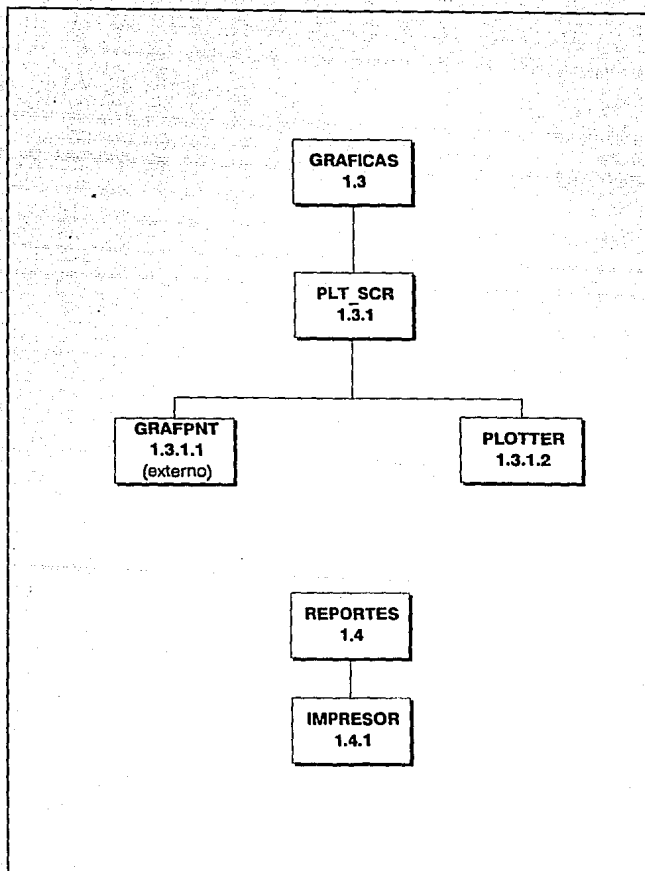 GRAFICAS
1.3
PLT_SCR
1.3.1
GRAFPNT
1.3.1.1
(externo)
PLOTTER
1.3.1.2
REPORTES
1.4
IMPRESOR
1.4.1